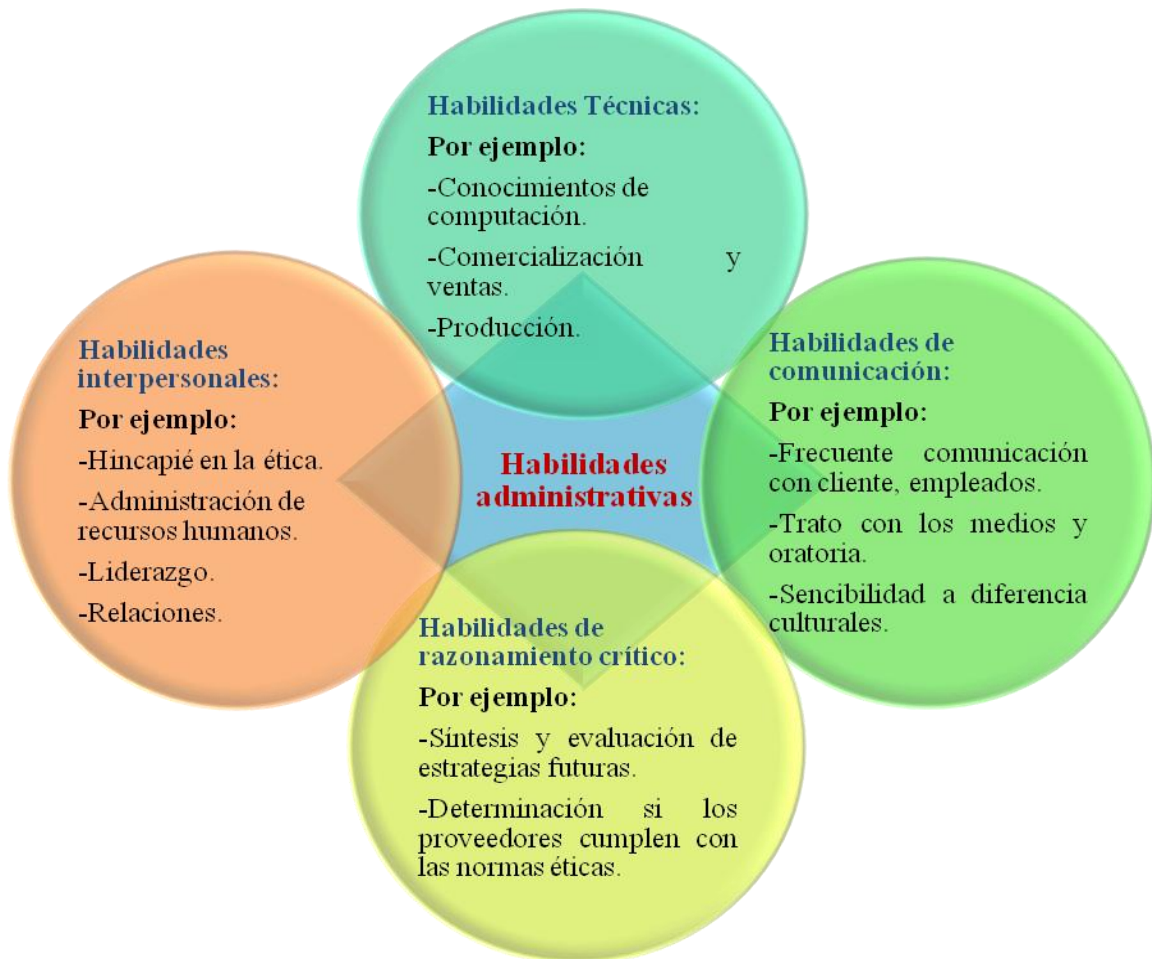 Habilidades Técnicas:
Por ejemplo:
-Conocimientos de
computación.
-Comercialización y
ventas.
-Producción.
Habilidades
interpersonales:
Por ejemplo:
-Hincapié en la ética.
-Administración de
recursos humanos.
-Liderazgo.
-Relaciones.
Habilidades
administrativas
Habilidades de
comunicación:
Por ejemplo:
-Frecuente comunicación
con cliente, empleados.
-Trato con los medios y
oratoria.
-Sencibilidad a diferencia
culturales.
Habilidades de
razonamiento crítico:
Por ejemplo:
-Síntesis y evaluación de
estrategias futuras.
-Determinación si los
proveedores cumplen con
las normas éticas.